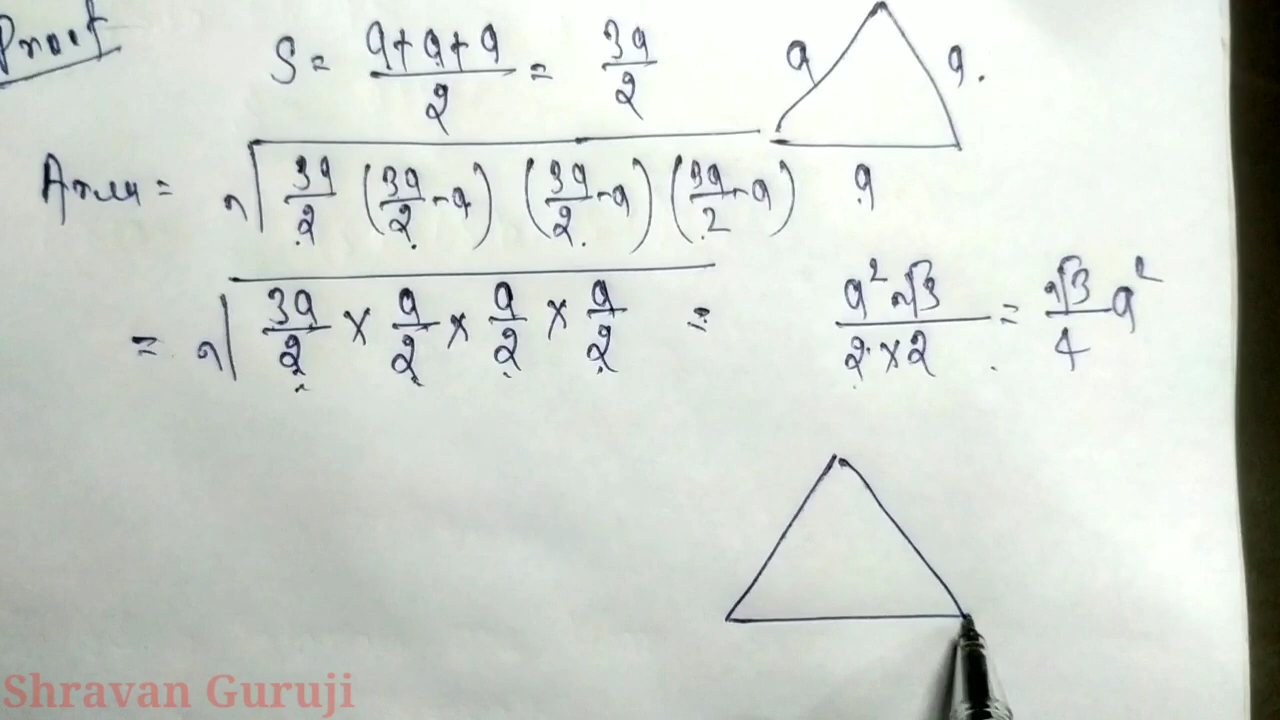 Proof
S = (a+a+a)/2 = 3a/2
a a.
Area = √(3a/2 (3a/2 - a) (3a/2 - a) (3a/2 - a))
a
= √(3a/2 × a/2 × a/2 × a/2) = a²√3/(2×2) = √3/4 a²
Shravan Guruji